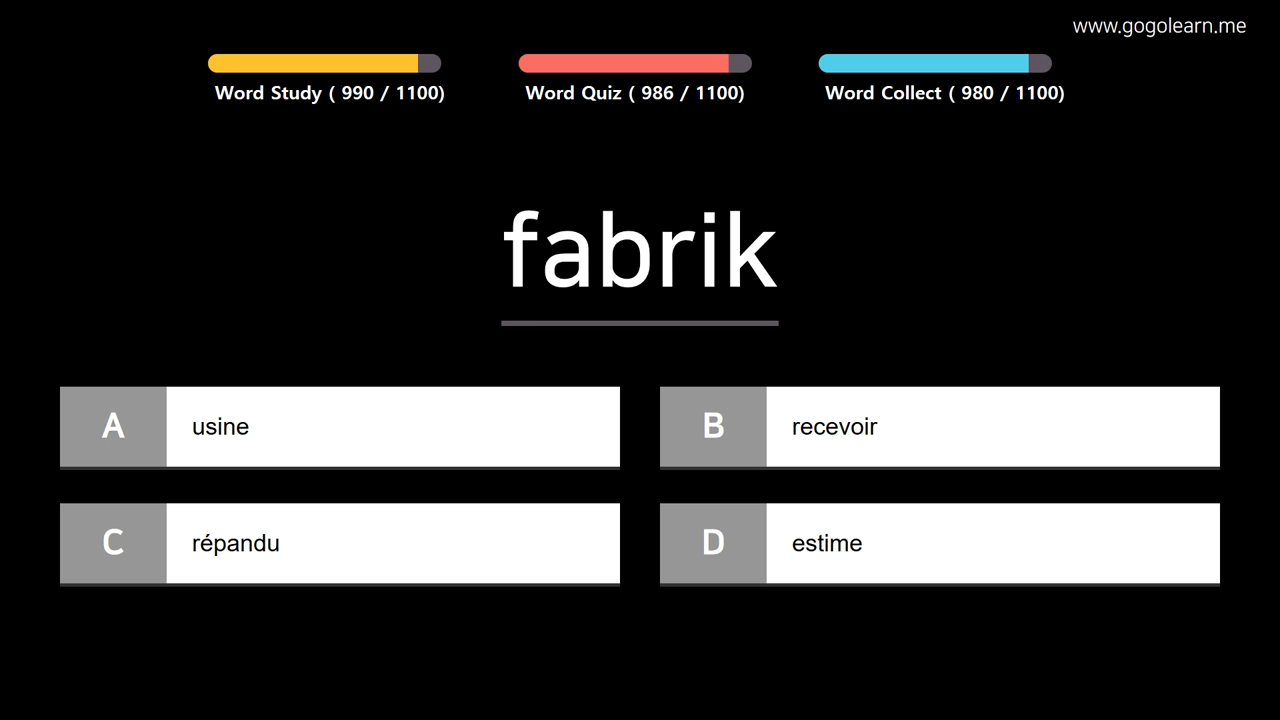 www.gogolearn.me
Word Study ( 990 / 1100)
Word Quiz ( 986 / 1100)
Word Collect ( 980 / 1100)
fabrik
A usine
B recevoir
C répandu
D estime